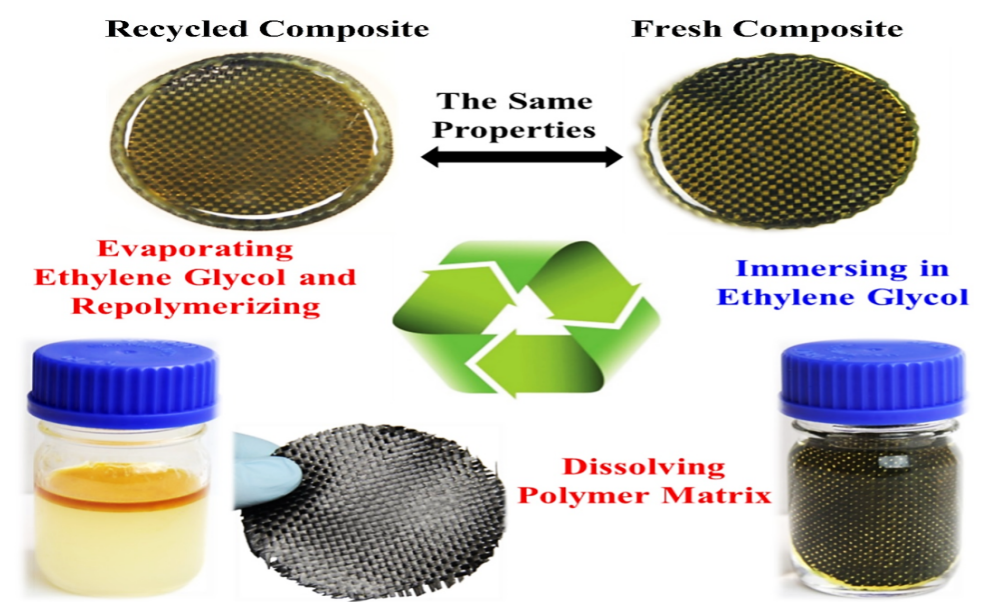 Recycled Composite
Fresh Composite
The Same
Properties
Evaporating
Ethylene Glycol and
Repolymerizing
Immersing in
Ethylene Glycol
Dissolving
Polymer Matrix